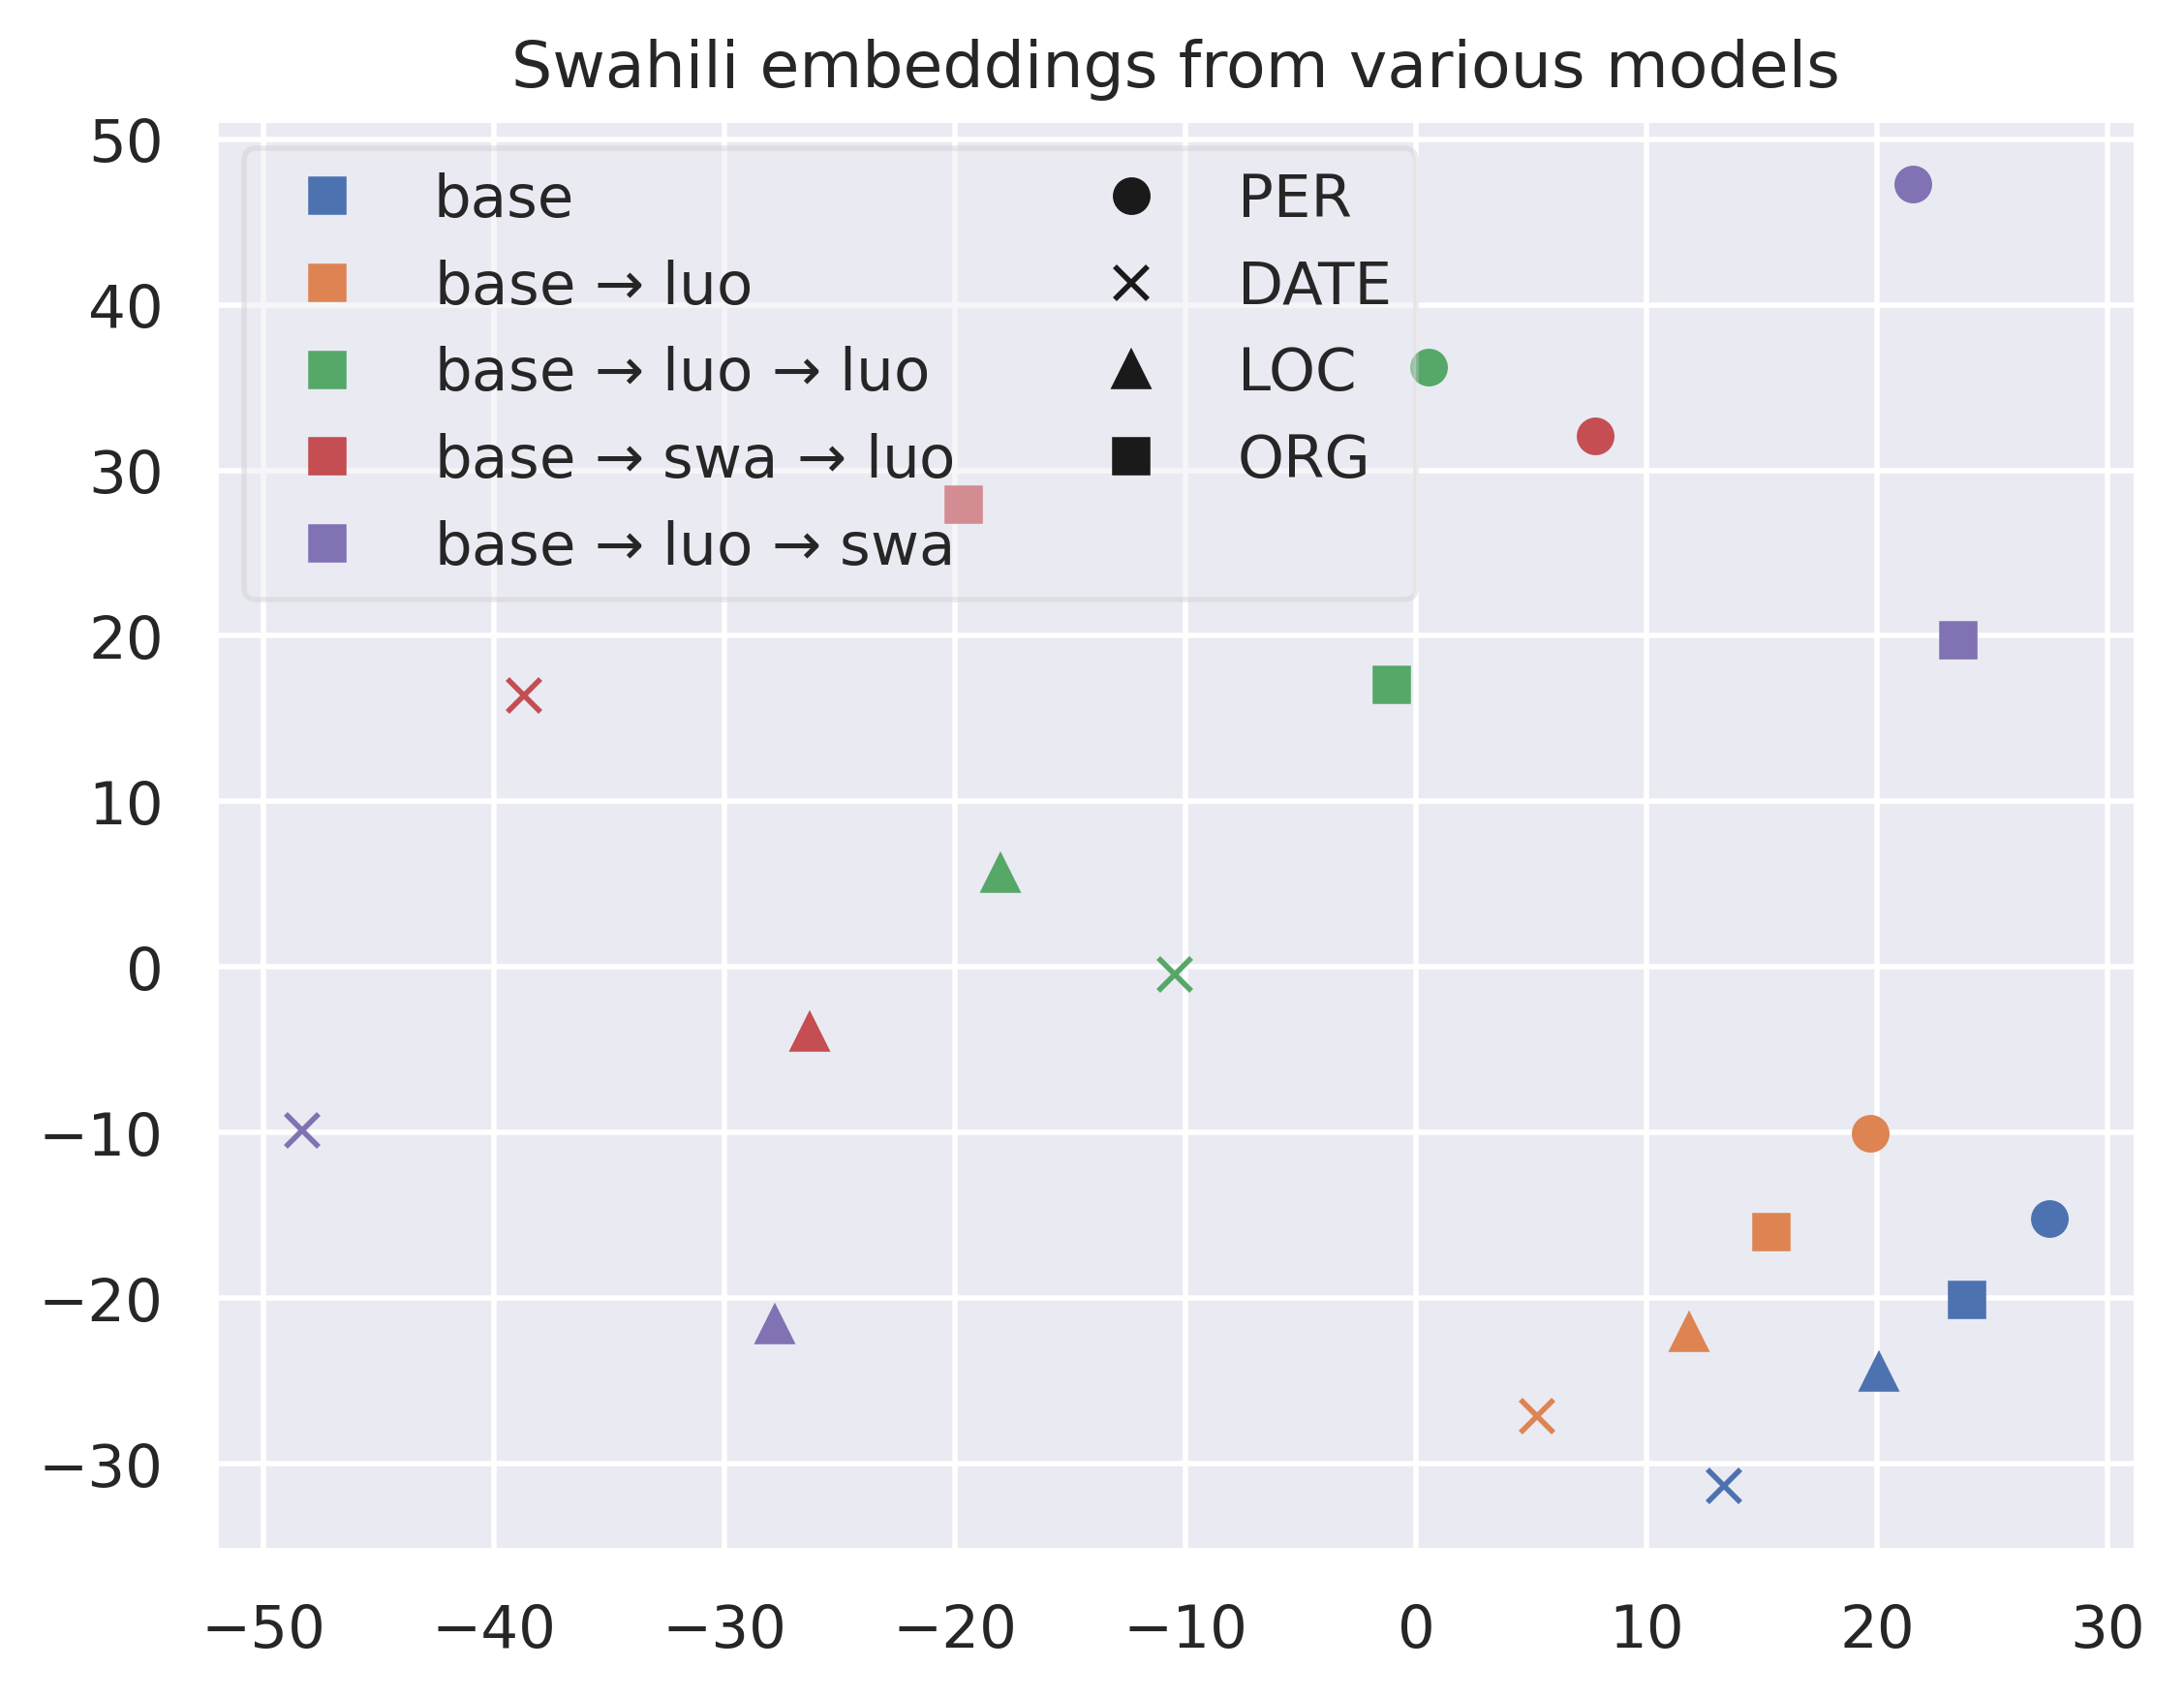 Swahili embeddings from various models
50
40
30
20
10
0
−10
−20
−30
base
base → luo
base → luo → luo
base → swa → luo
base → luo → swa
PER
DATE
LOC
ORG
−50 −40 −30 −20 −10 0 10 20 30